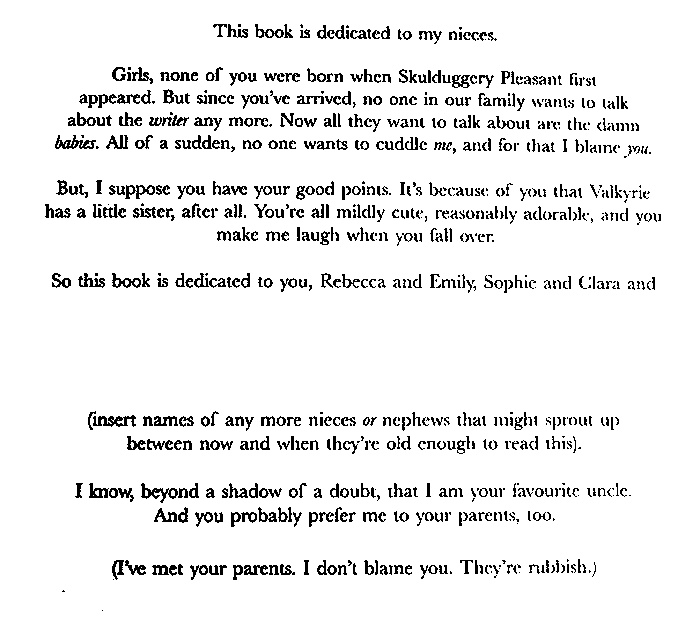 This book is dedicated to my nieces.
Girls, none of you were born when Skulduggery Pleasant first
appeared. But since you've arrived, no one in our family wants to talk
about the writer any more. Now all they want to talk about are the damn
babies. All of a sudden, no one wants to cuddle me, and for that I blame you.
But, I suppose you have your good points. It's because of you that Valkyrie
has a little sister, after all. You're all mildly cute, reasonably adorable, and you
make me laugh when you fall over.
So this book is dedicated to you, Rebecca and Emily, Sophie and Clara and
(insert names of any more nieces or nephews that might sprout up
between now and when they're old enough to read this).
I know, beyond a shadow of a doubt, that I am your favourite uncle.
And you probably prefer me to your parents, too.
(I've met your parents. I don't blame you. They're rubbish.)